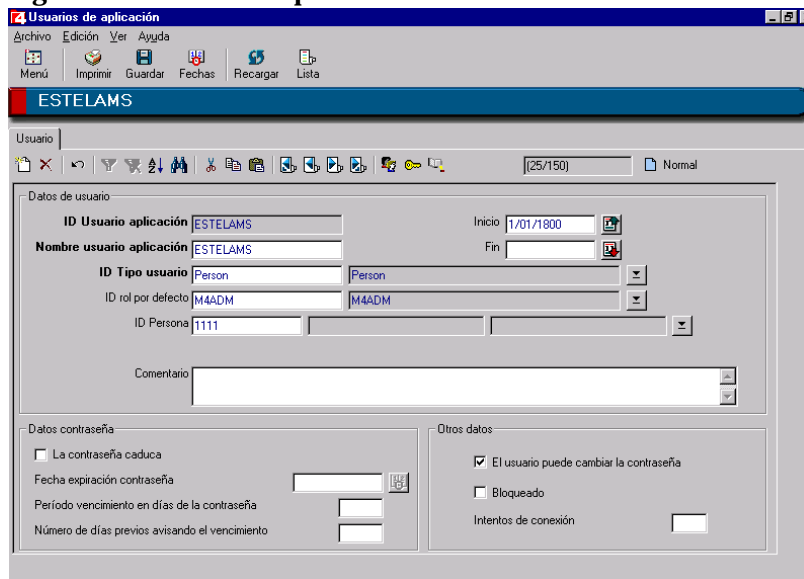 Usuarios de aplicación
Archivo Edición Ver Ayuda
Menú Imprimir Guardar Fechas Recargar Lista
ESTELAMS
Usuario
(25/150) Normal
Datos de usuario
ID Usuario aplicación ESTELAMS Inicio 1/01/1800
Nombre usuario aplicación ESTELAMS Fin
ID Tipo usuario Person Person
ID rol por defecto M4ADM M4ADM
ID Persona 1111
Comentario
Datos contraseña Otros datos
La contraseña caduca El usuario puede cambiar la contraseña
Fecha expiración contraseña Bloqueado
Período vencimiento en días de la contraseña
Número de días previos avisando el vencimiento Intentos de conexión